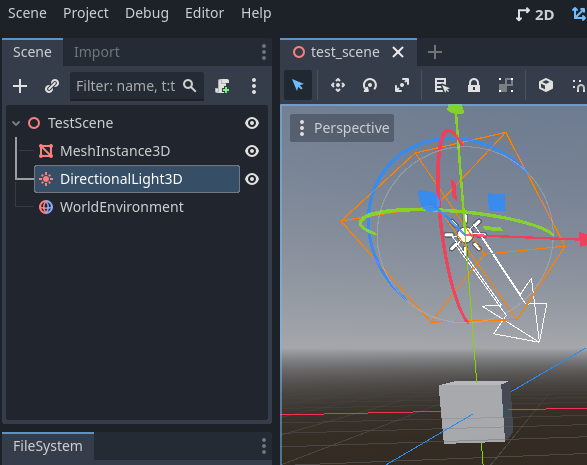 Scene Project Debug Editor Help
2D
Scene Import
test_scene
Filter: name, t:t
Perspective
TestScene
MeshInstance3D
DirectionalLight3D
WorldEnvironment
FileSystem